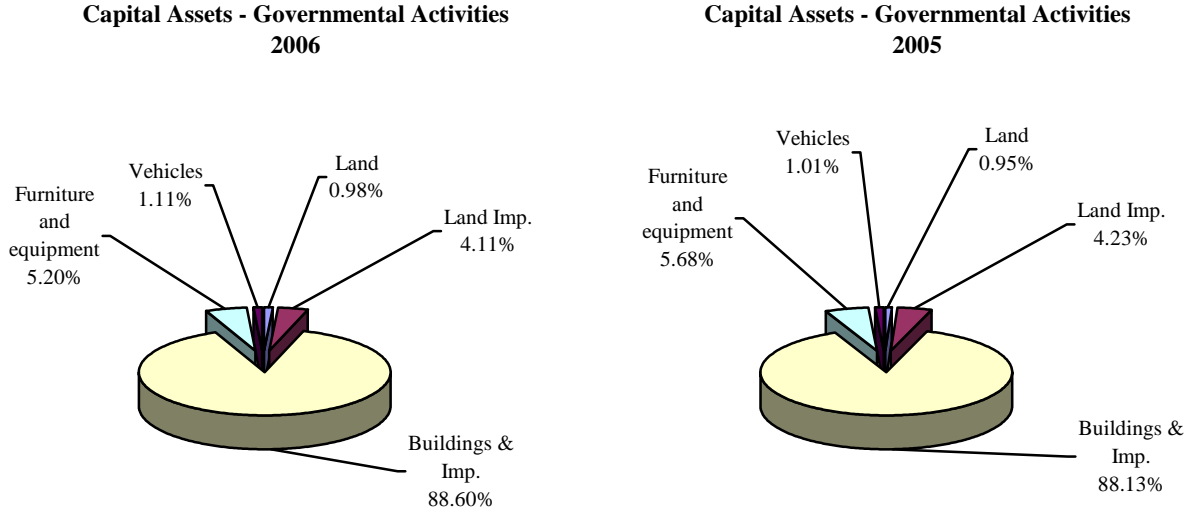 Capital Assets - Governmental Activities
2006
Vehicles
1.11%
Land
0.98%
Furniture
and
equipment
5.20%
Land Imp.
4.11%
Buildings &
Imp.
88.60%
Capital Assets - Governmental Activities
2005
Vehicles
1.01%
Land
0.95%
Furniture
and
equipment
5.68%
Land Imp.
4.23%
Buildings &
Imp.
88.13%